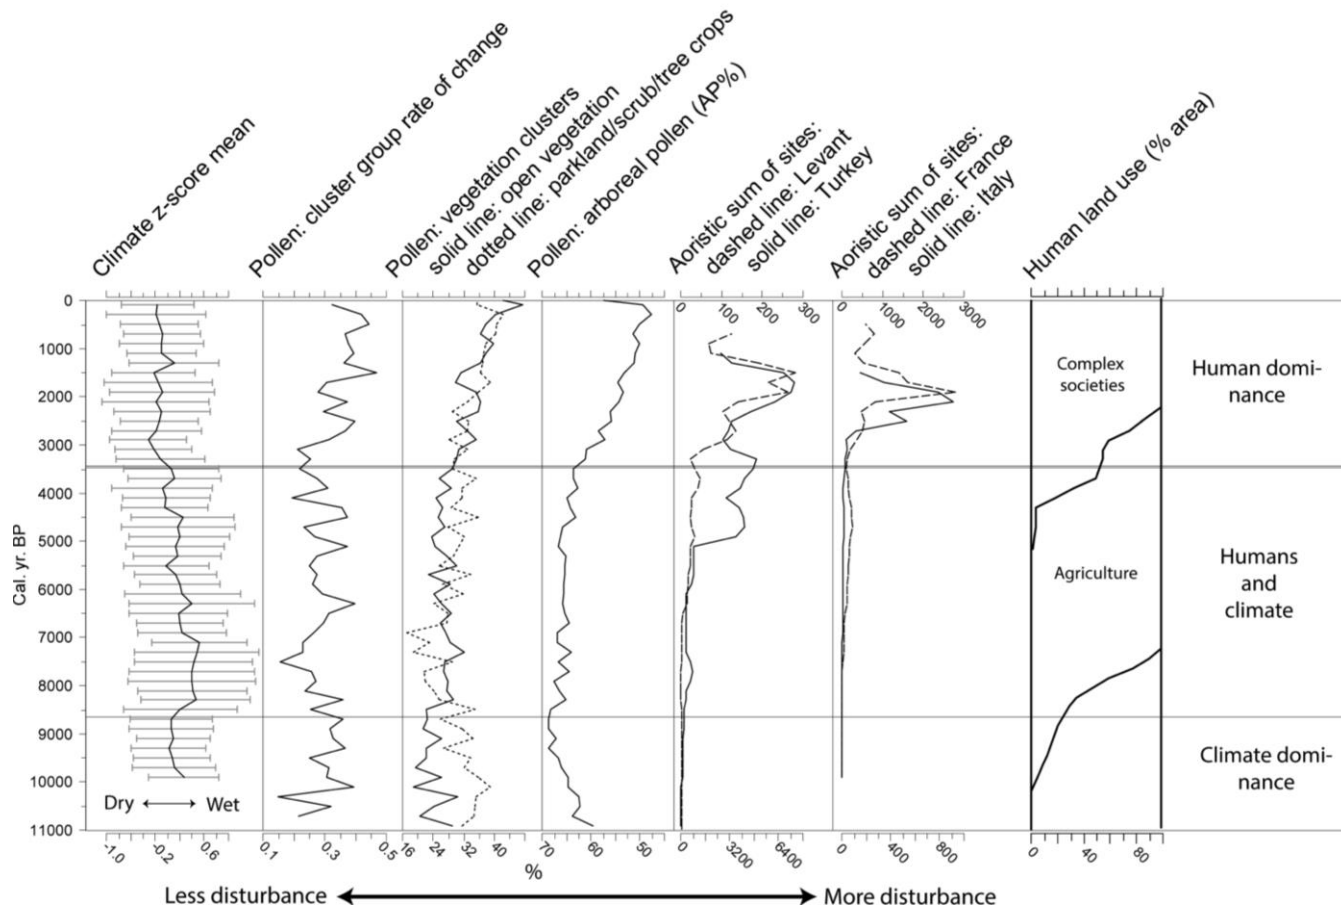 Climate z-score mean
Pollen: cluster group rate of change
Pollen: vegetation clusters
solid line: open vegetation
dotted line: parkland/scrub/tree crops
Pollen: arboreal pollen (AP%)
Aoristic sum of sites:
dashed line: Levant
solid line: Turkey
Aoristic sum of sites:
dashed line: France
solid line: Italy
Human land use (% area)
0
1000
2000
3000
4000
5000
6000
7000
8000
9000
10000
11000
Cal. yr. BP
0 100 200 300
0 1000 3000
Complex
societies
Agriculture
Human domi-
nance
Humans
and
climate
Climate domi-
nance
Dry Wet
-1.0 -0.2 0.6
0.1 0.3 0.5
16 24 32 40
70 60 50
0 3200 6400
0 200 400
0 40 80
%
Less disturbance More disturbance